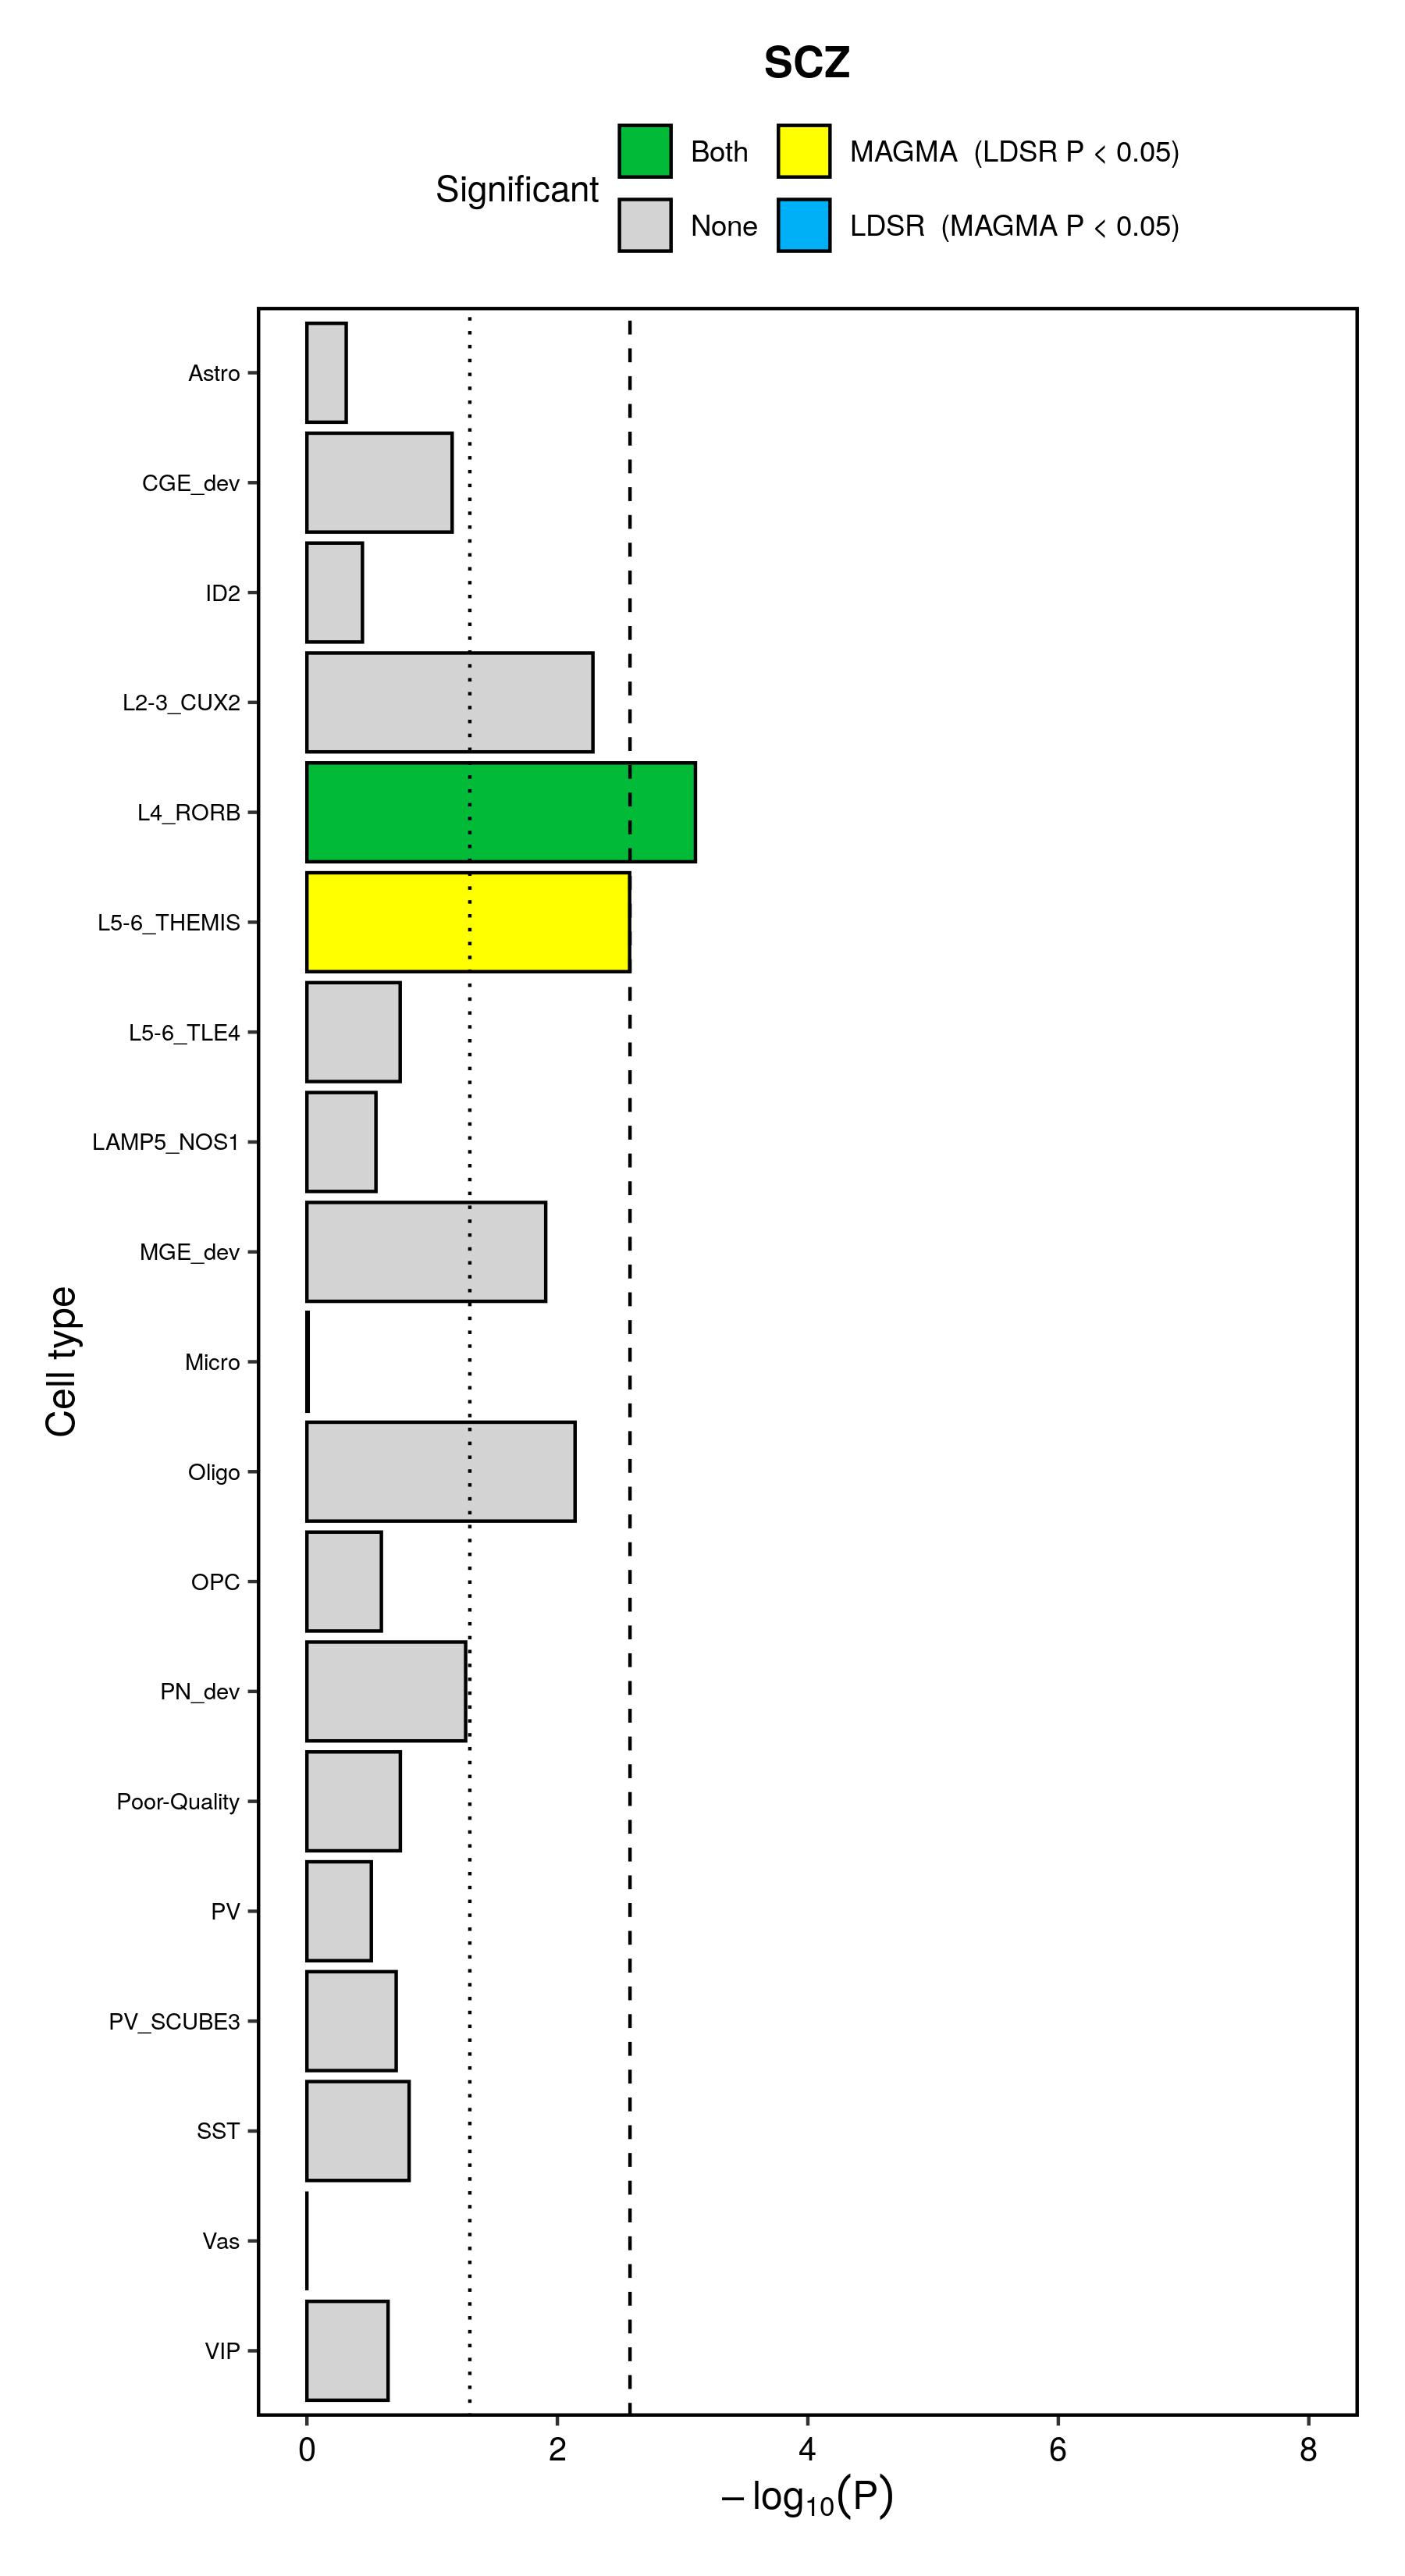 SCZ
Significant
Both
MAGMA  (LDSR P < 0.05)
None
LDSR  (MAGMA P < 0.05)
Cell type
Astro
CGE_dev
ID2
L2-3_CUX2
L4_RORB
L5-6_THEMIS
L5-6_TLE4
LAMP5_NOS1
MGE_dev
Micro
Oligo
OPC
PN_dev
Poor-Quality
PV
PV_SCUBE3
SST
Vas
VIP
0 2 4 6 8
− log₁₀(P)